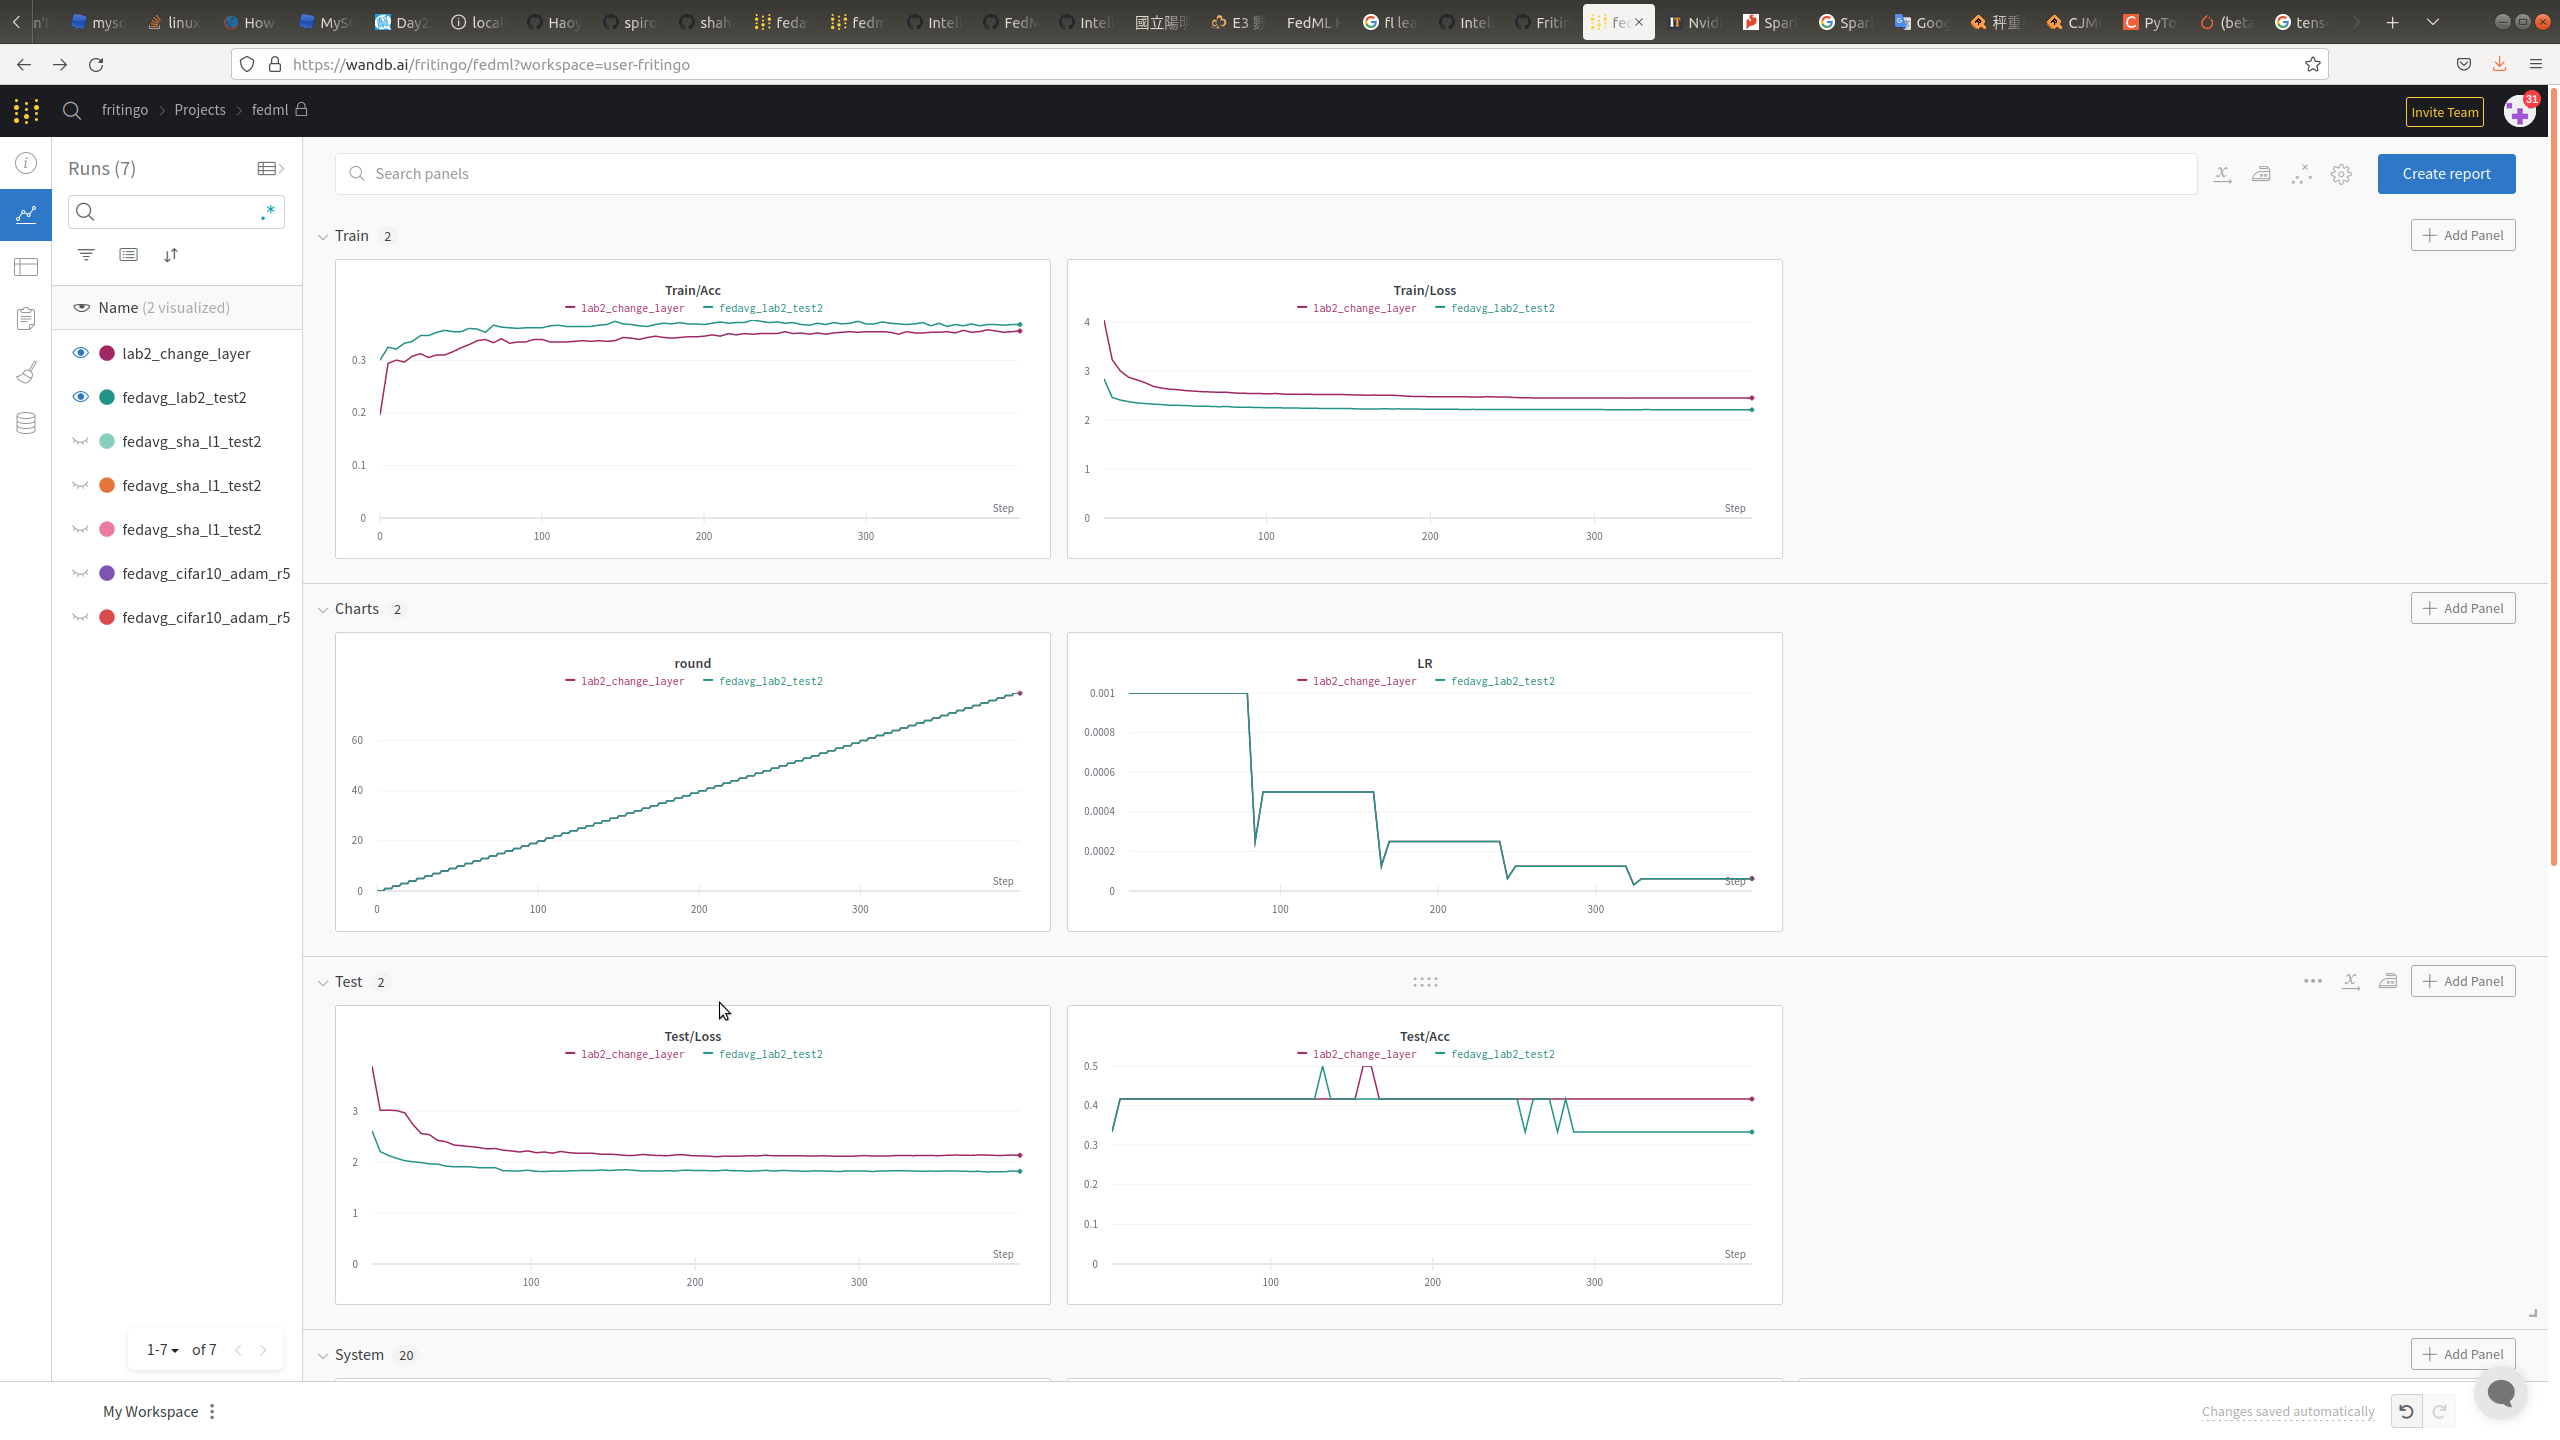 mysc
linux
How
MySC
Day2
local
Haoy
spiro
shah
feda
fedm
Intel
FedM
Intel
國立陽明
E3 數
FedML
fl lea
Intel
Fritin
fed
Nvid
Spar
Spar
Goog
秤重
CJM
PyTo
(bet
tens
https://wandb.ai/fritingo/fedml?workspace=user-fritingo
fritingo > Projects > fedml
Invite Team
31
Runs (7)
Search panels
Create report
.*
Train 2
Add Panel
Name (2 visualized)
lab2_change_layer
fedavg_lab2_test2
fedavg_sha_l1_test2
fedavg_sha_l1_test2
fedavg_sha_l1_test2
fedavg_cifar10_adam_r5
fedavg_cifar10_adam_r5
Train/Acc
lab2_change_layer fedavg_lab2_test2
0.3
0.2
0.1
0
Step
0 100 200 300
Train/Loss
lab2_change_layer fedavg_lab2_test2
4
3
2
1
0
Step
100 200 300
Charts 2
Add Panel
round
lab2_change_layer fedavg_lab2_test2
60
40
20
0
Step
0 100 200 300
LR
lab2_change_layer fedavg_lab2_test2
0.001
0.0008
0.0006
0.0004
0.0002
0
Step
100 200 300
Test 2
Add Panel
Test/Loss
lab2_change_layer fedavg_lab2_test2
3
2
1
0
Step
100 200 300
Test/Acc
lab2_change_layer fedavg_lab2_test2
0.5
0.4
0.3
0.2
0.1
0
Step
100 200 300
System 20
Add Panel
1-7 of 7
My Workspace
Changes saved automatically